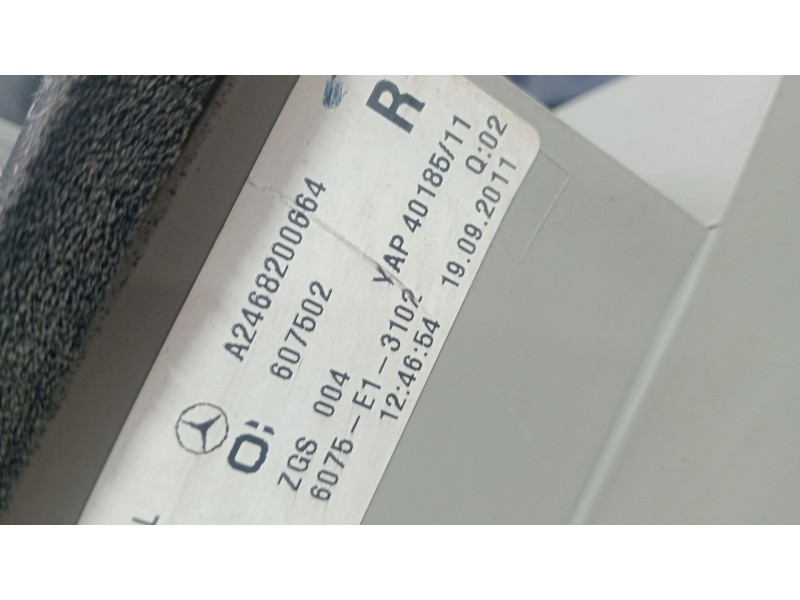 R
A2468200664
607502 YAP 40185/11
ZGS 004 Q:02
6075-E1-3102 19.09.2011
12:46:54
L